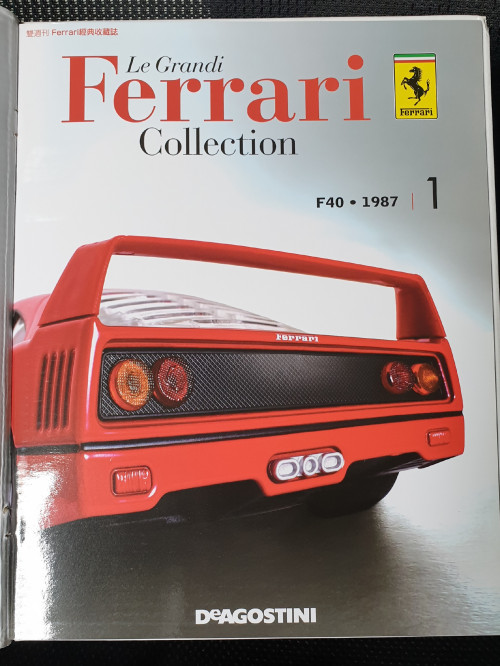 雙週刊 Ferrari經典收藏誌
Le Grandi
Ferrari
Collection
Ferrari
F40 • 1987 | 1
Ferrari
DeAGOSTINI